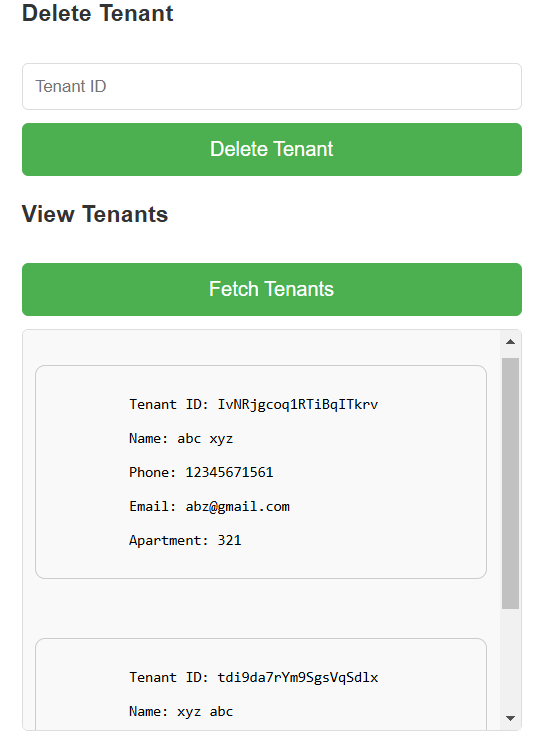 Delete Tenant
Tenant ID
Delete Tenant
View Tenants
Fetch Tenants
Tenant ID: IvNRjgcoq1RTiBqITkrv
Name: abc xyz
Phone: 12345671561
Email: abz@gmail.com
Apartment: 321
Tenant ID: tdi9da7rYm9SgsVqSdlx
Name: xyz abc